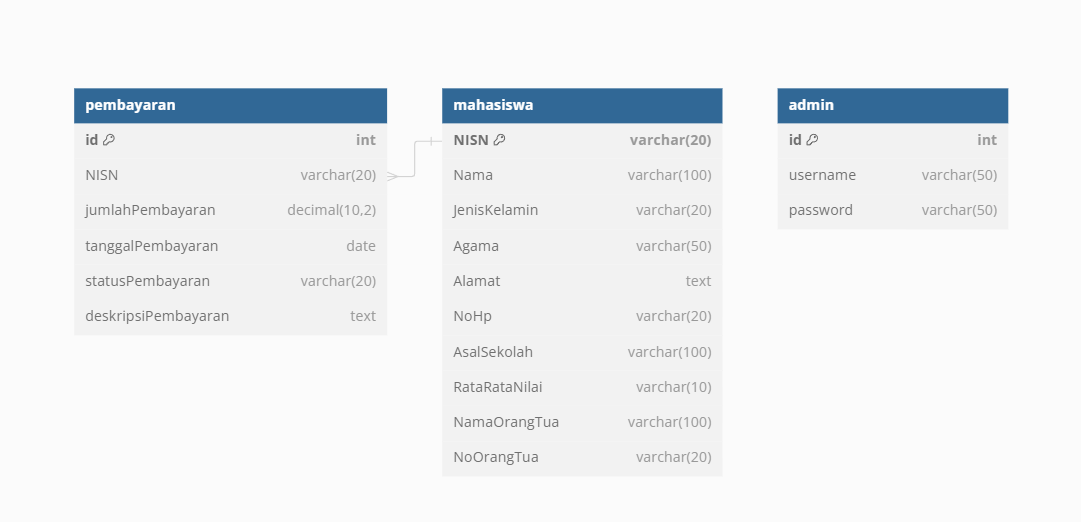 pembayaran
id int
NISN varchar(20)
jumlahPembayaran decimal(10,2)
tanggalPembayaran date
statusPembayaran varchar(20)
deskripsiPembayaran text
mahasiswa
NISN varchar(20)
Nama varchar(100)
JenisKelamin varchar(20)
Agama varchar(50)
Alamat text
NoHp varchar(20)
AsalSekolah varchar(100)
RataRataNilai varchar(10)
NamaOrangTua varchar(100)
NoOrangTua varchar(20)
admin
id int
username varchar(50)
password varchar(50)